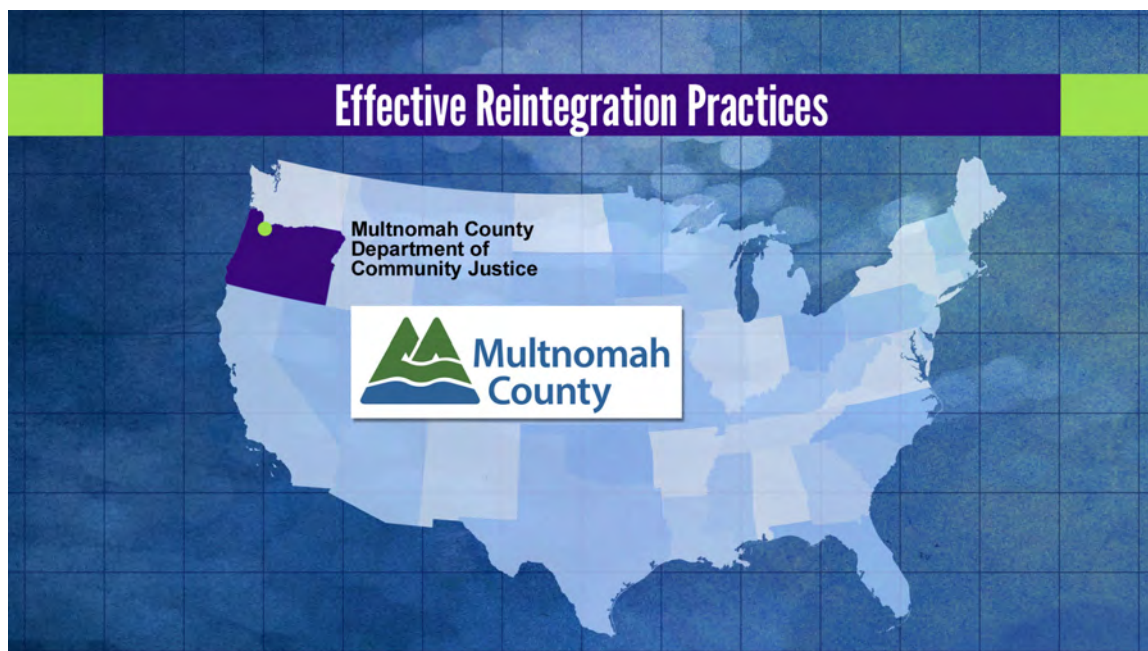 Effective Reintegration Practices
Multnomah County
Department of
Community Justice
Multnomah
County